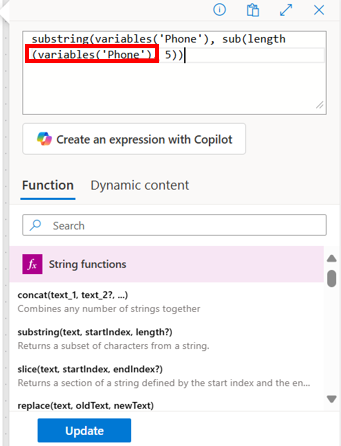 substring(variables('Phone'), sub(length
(variables('Phone'), 5))
Create an expression with Copilot
Function
Dynamic content
Search
fx String functions
concat(text_1, text_2?, ...)
Combines any number of strings together
substring(text, startIndex, length?)
Returns a subset of characters from a string.
slice(text, startIndex, endIndex?)
Returns a section of a string defined by the start index and the en...
replace(text, oldText, newText)
Update